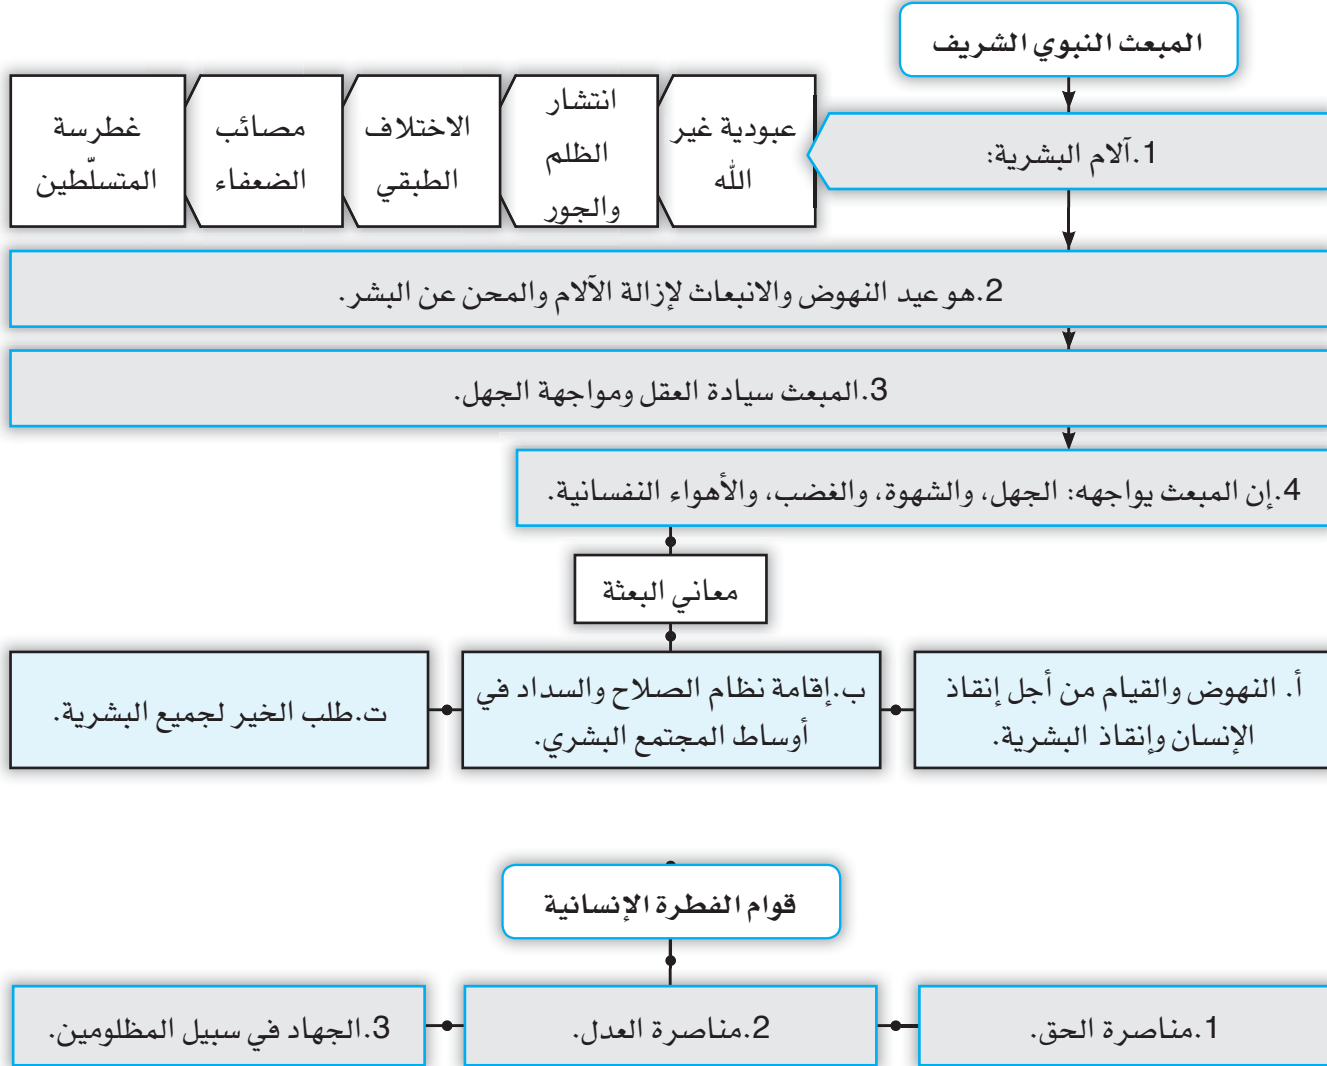 المبعث النبوي الشريف
1.آلام البشرية:
عبودية غير
الله
انتشار
الظلم
والجور
الاختلاف
الطبقي
مصائب
الضعفاء
غطرسة
المتسلّطين
2.هو عيد النهوض والانبعاث لإزالة الآلام والمحن عن البشر.
3.المبعث سيادة العقل ومواجهة الجهل.
4.إن المبعث يواجهه: الجهل، والشهوة، والغضب، والأهواء النفسانية.
معاني البعثة
أ. النهوض والقيام من أجل إنقاذ
الإنسان وإنقاذ البشرية.
ب.إقامة نظام الصلاح والسداد في
أوساط المجتمع البشري.
ت.طلب الخير لجميع البشرية.
قوام الفطرة الإنسانية
1.مناصرة الحق.
2.مناصرة العدل.
3.الجهاد في سبيل المظلومين.